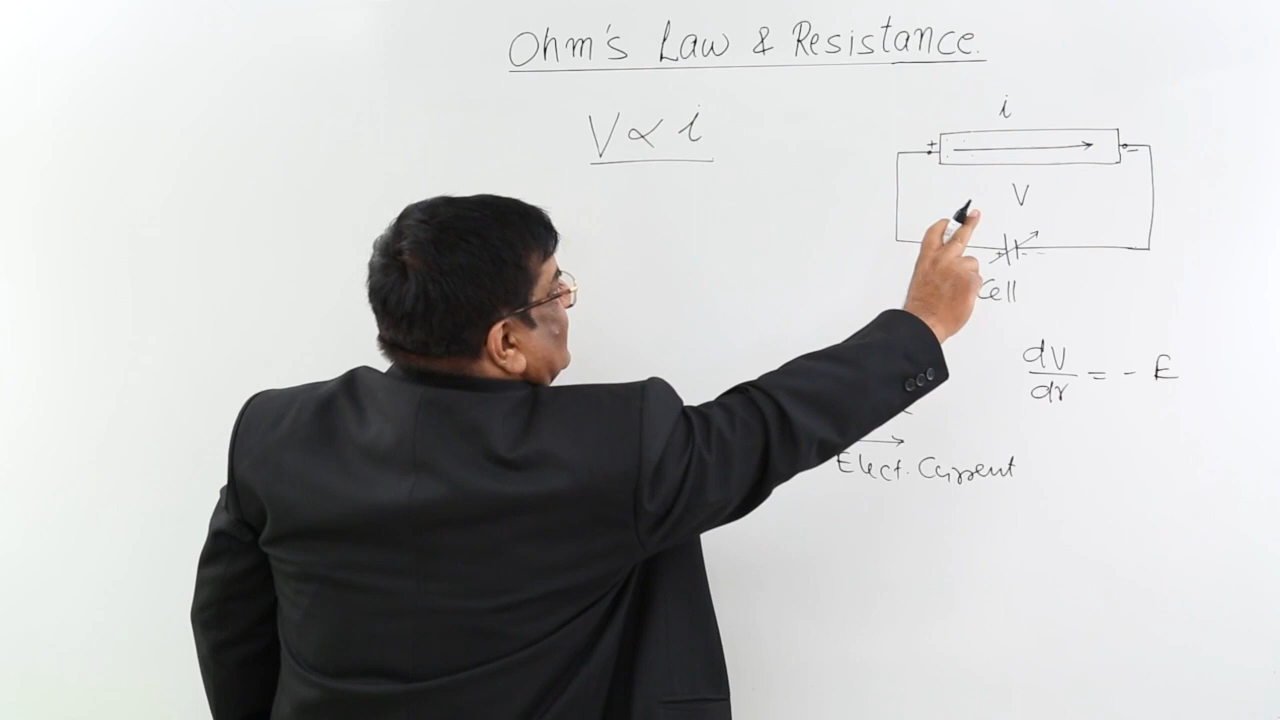 Ohm's Law & Resistance.
V ∝ i
i
+ −
V
Cell
dV
dr = - E
Elect. Current